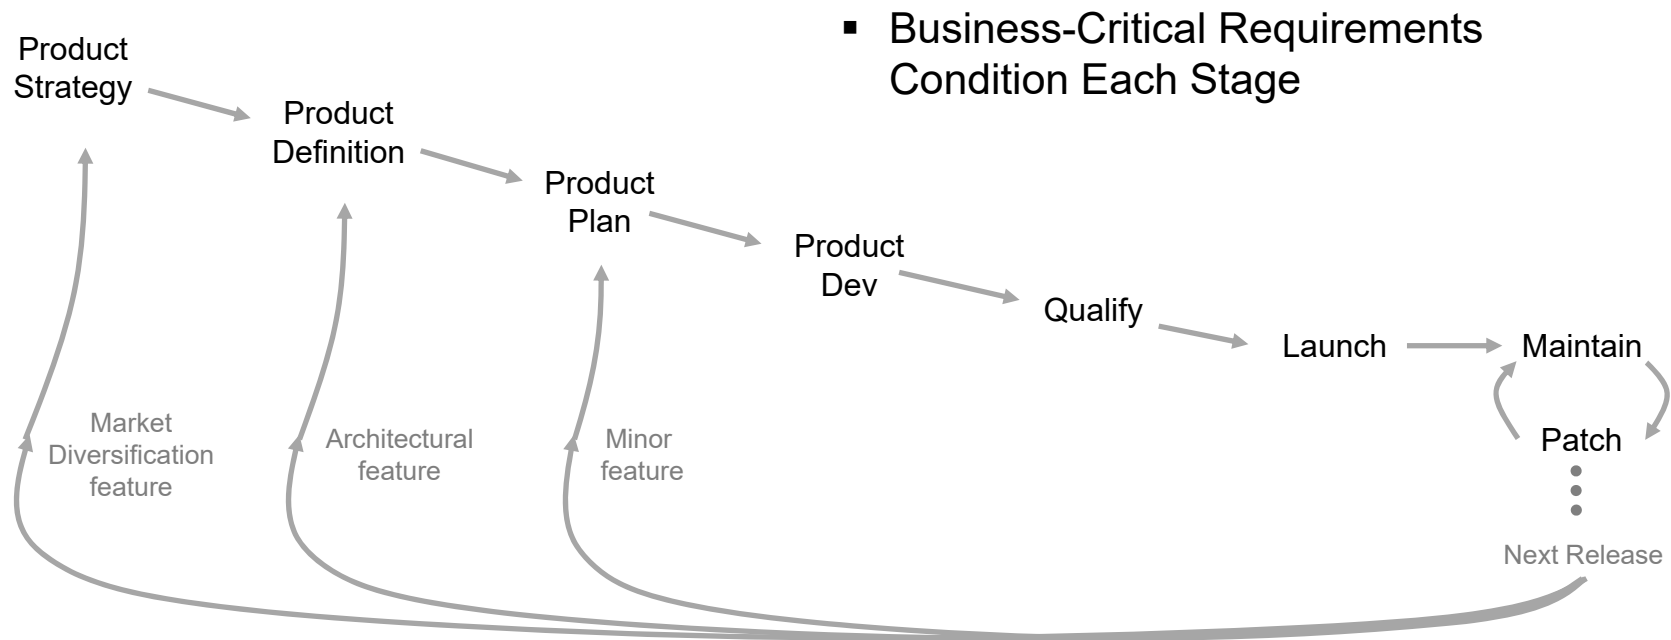 ▪ Business-Critical Requirements
Condition Each Stage
Product
Strategy
Product
Definition
Product
Plan
Product
Dev
Qualify
Launch
Maintain
Patch
Next Release
Market
Diversification
feature
Architectural
feature
Minor
feature